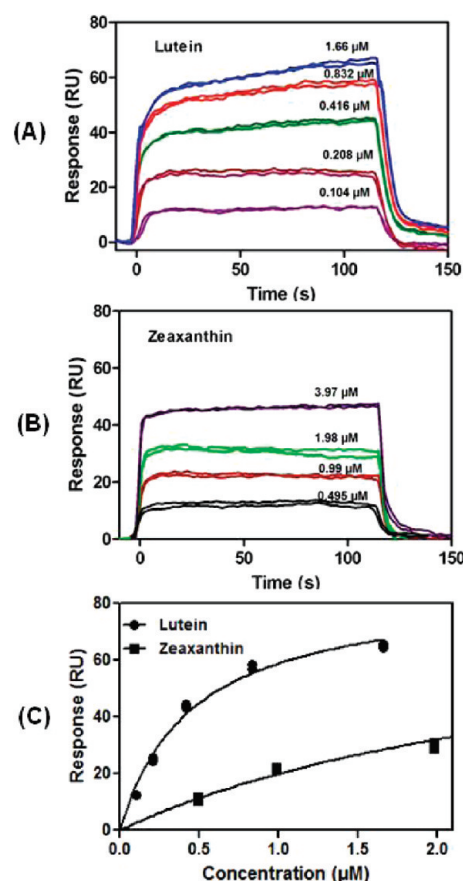 (A)
Lutein
Response (RU)
80
60
40
20
0
1.66 µM
0.832 µM
0.416 µM
0.208 µM
0.104 µM
0 50 100 150
Time (s)
(B)
Zeaxanthin
Response (RU)
80
60
40
20
0
3.97 µM
1.98 µM
0.99 µM
0.495µM
0 50 100 150
Time (s)
(C)
Lutein
Zeaxanthin
Response (RU)
80
60
40
20
0
0.0 0.5 1.0 1.5 2.0
Concentration (µM)